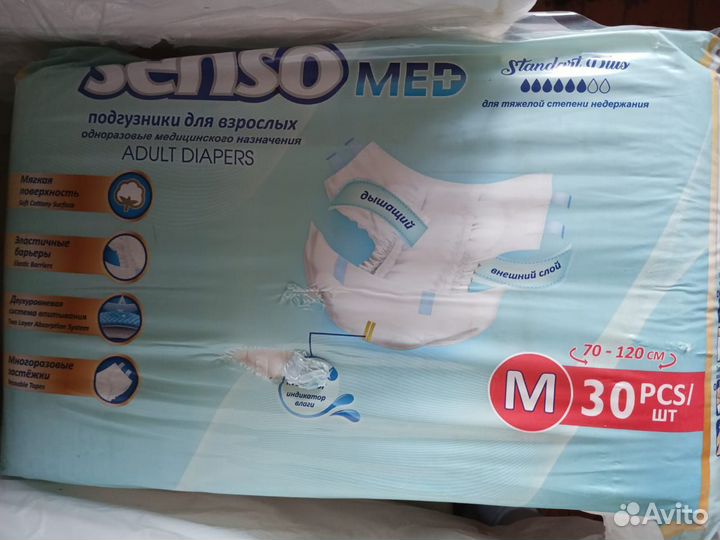 senso MED
Standart Plus
для тяжелой степени недержания
подгузники для взрослых
одноразовые медицинского назначения
ADULT DIAPERS
Мягкая
поверхность
Soft Cottony Surface
Эластичные
барьеры
Elastic Barriers
Двухуровневая
система впитывания
Two Layer Absorption System
Многоразовые
застёжки
Tapes
дышащий
внешний слой
индикатор
влаги
70 - 120 см
M 30 PCS/
ШТ
Avito